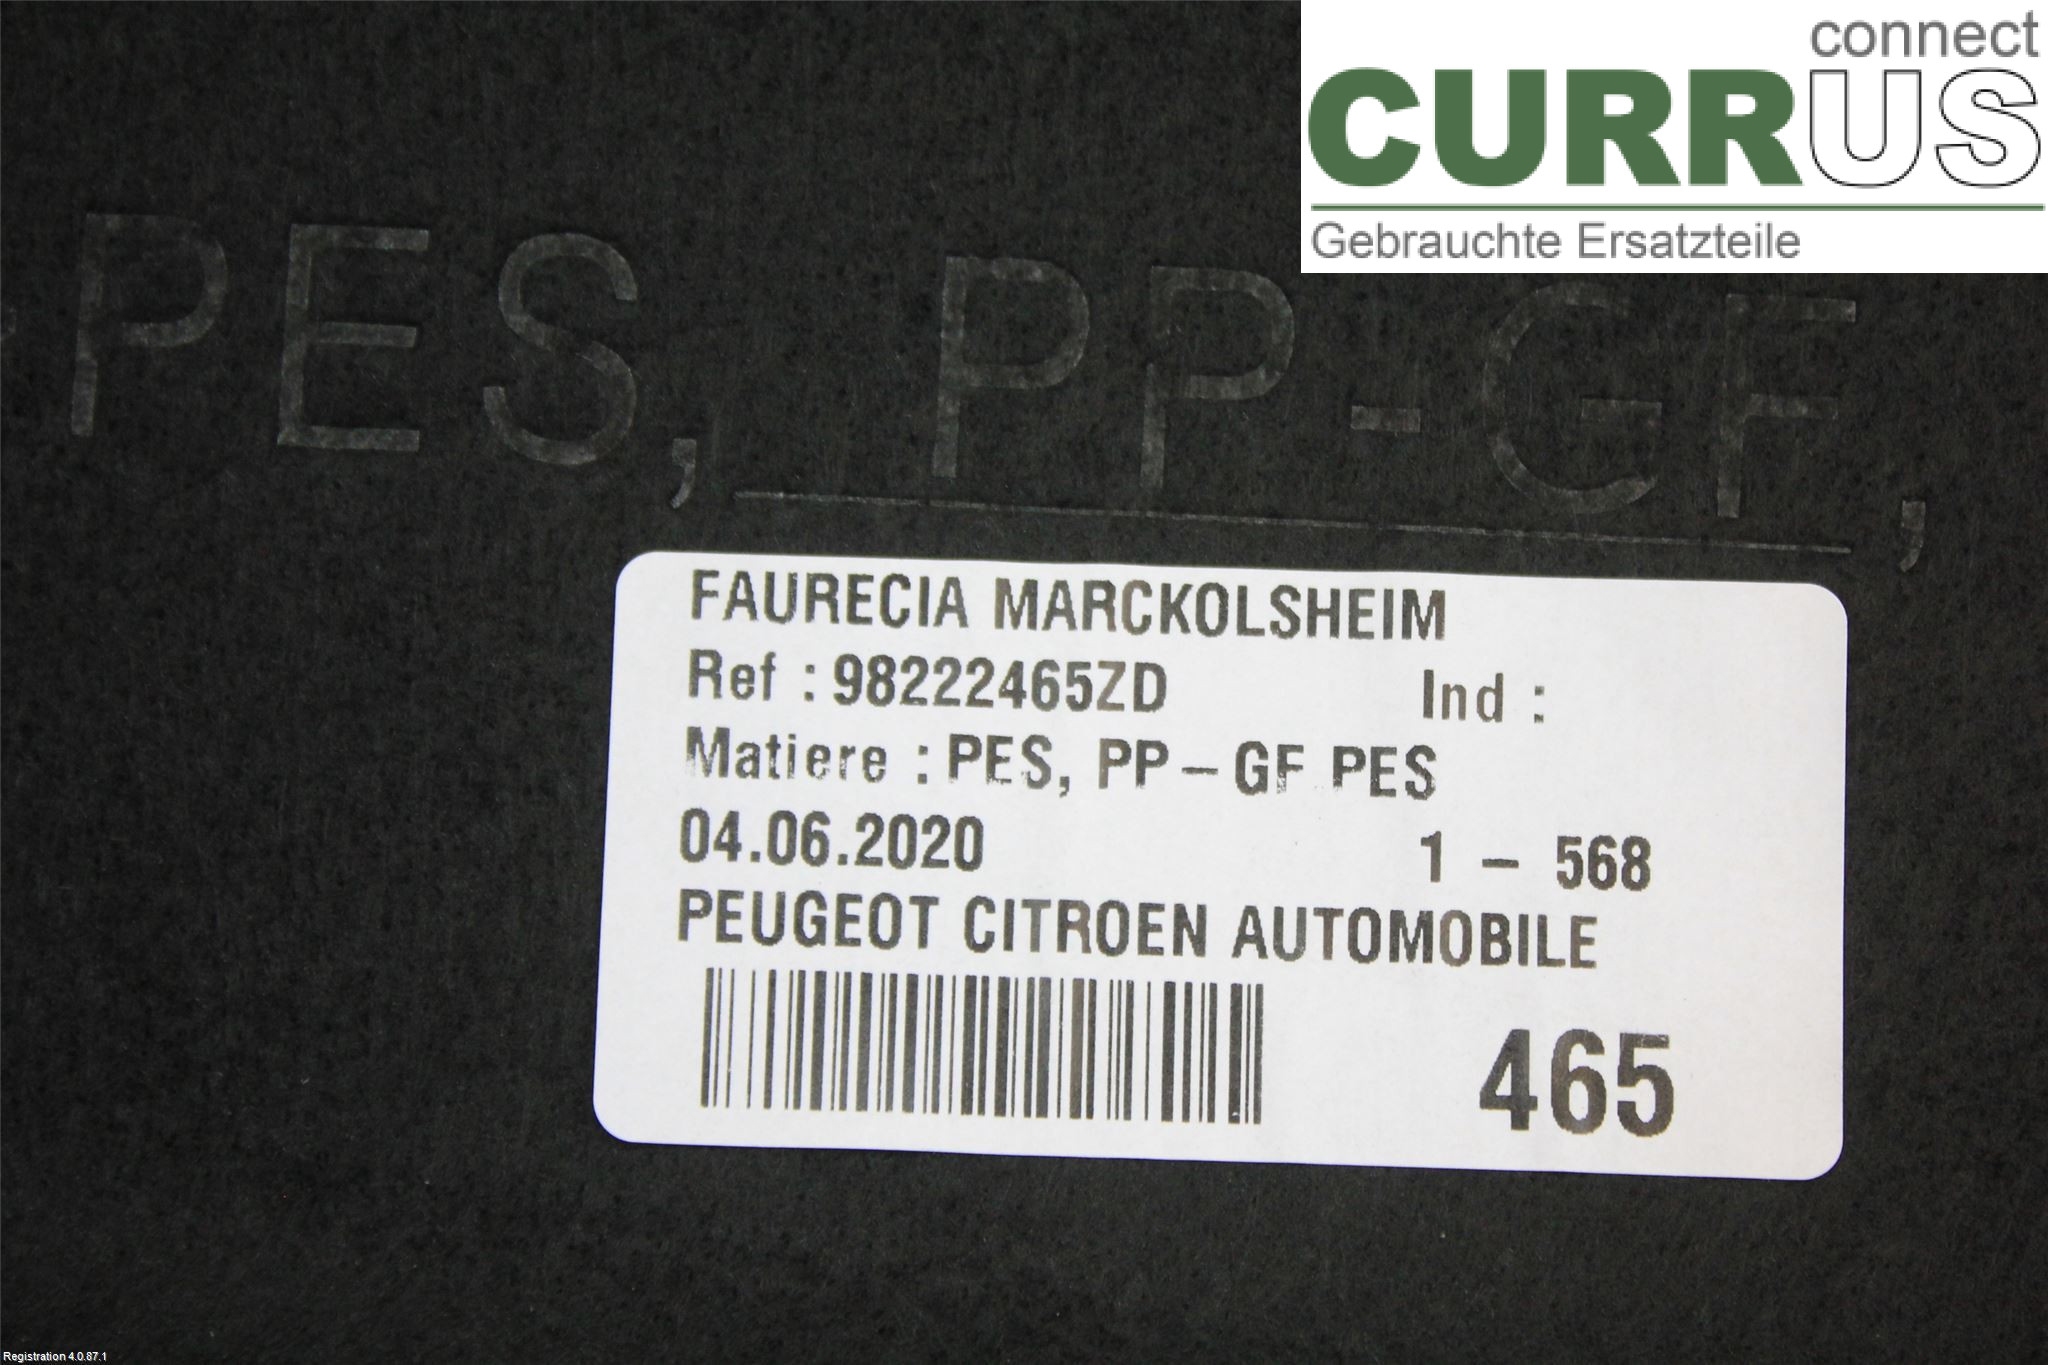 connect
CURRUS
Gebrauchte Ersatzteile
-PES, PP-GF,
FAURECIA MARCKOLSHEIM
Ref : 98222465ZD Ind :
Matiere : PES, PP-GF PES
04.06.2020 1 - 568
PEUGEOT CITROEN AUTOMOBILE
465
Registration 4.0.87.1